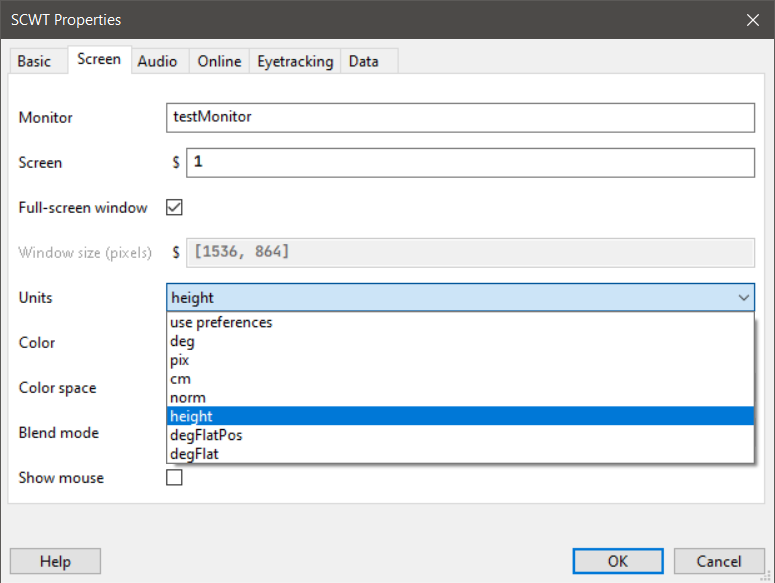 SCWT Properties
Basic Screen Audio Online Eyetracking Data
Monitor testMonitor
Screen $ 1
Full-screen window
Window size (pixels) $ [1536, 864]
Units height
use preferences
deg
Color
pix
cm
Color space
norm
height
Blend mode
degFlatPos
degFlat
Show mouse
Help OK Cancel